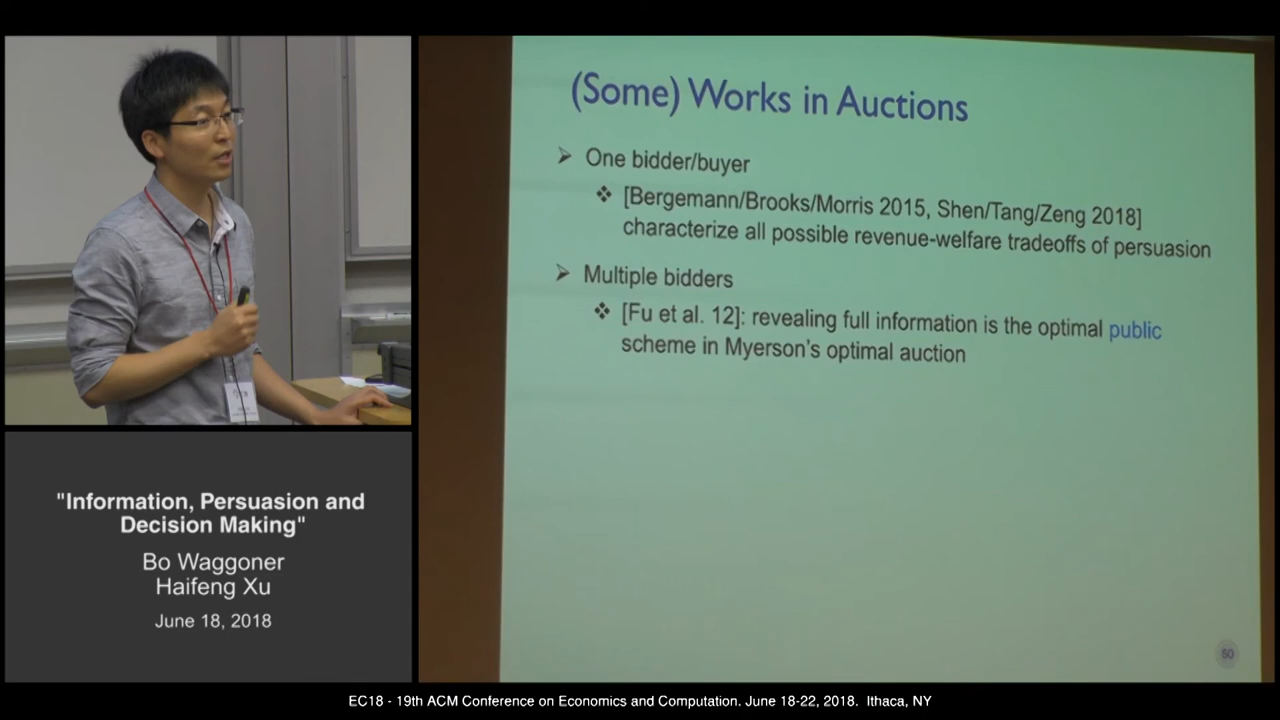 (Some) Works in Auctions
One bidder/buyer
[Bergemann/Brooks/Morris 2015, Shen/Tang/Zeng 2018]
characterize all possible revenue-welfare tradeoffs of persuasion
Multiple bidders
[Fu et al. 12]: revealing full information is the optimal public
scheme in Myerson's optimal auction
50
"Information, Persuasion and
Decision Making"
Bo Waggoner
Haifeng Xu
June 18, 2018
EC18 - 19th ACM Conference on Economics and Computation. June 18-22, 2018. Ithaca, NY